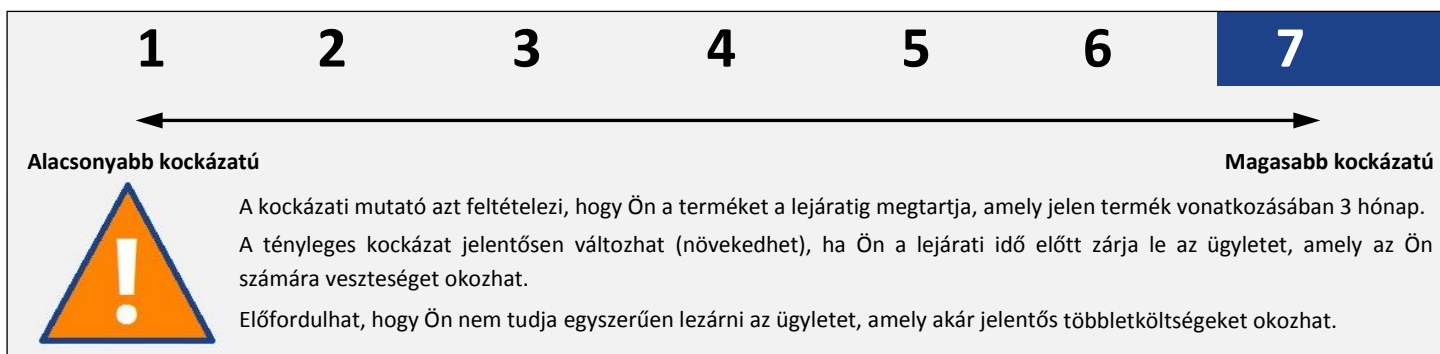 1 2 3 4 5 6 7
Alacsonyabb kockázatú Magasabb kockázatú
A kockázati mutató azt feltételezi, hogy Ön a terméket a lejáratig megtartja, amely jelen termék vonatkozásában 3 hónap.
A tényleges kockázat jelentősen változhat (növekedhet), ha Ön a lejárati idő előtt zárja le az ügyletet, amely az Ön
számára veszteséget okozhat.
Előfordulhat, hogy Ön nem tudja egyszerűen lezárni az ügyletet, amely akár jelentős többletköltségeket okozhat.